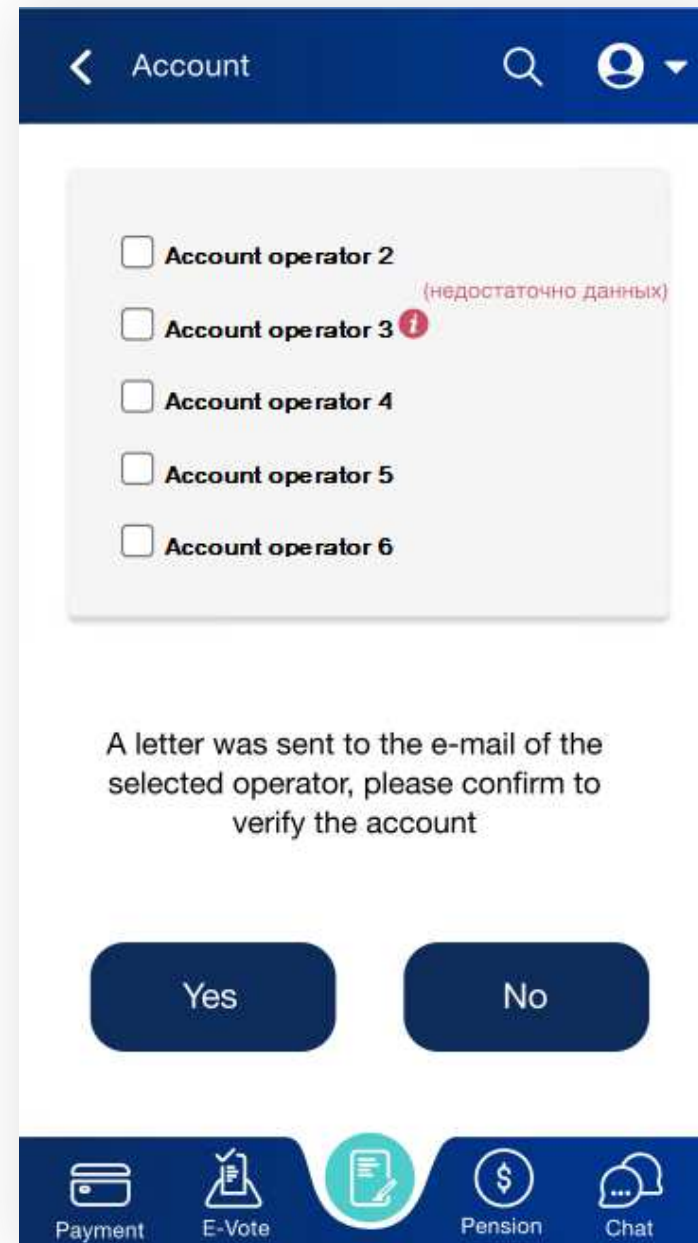 Account
Account operator 2
(недостаточно данных)
Account operator 3 i
Account operator 4
Account operator 5
Account operator 6
A letter was sent to the e-mail of the
selected operator, please confirm to
verify the account
Yes No
$
Payment E-Vote Pension Chat